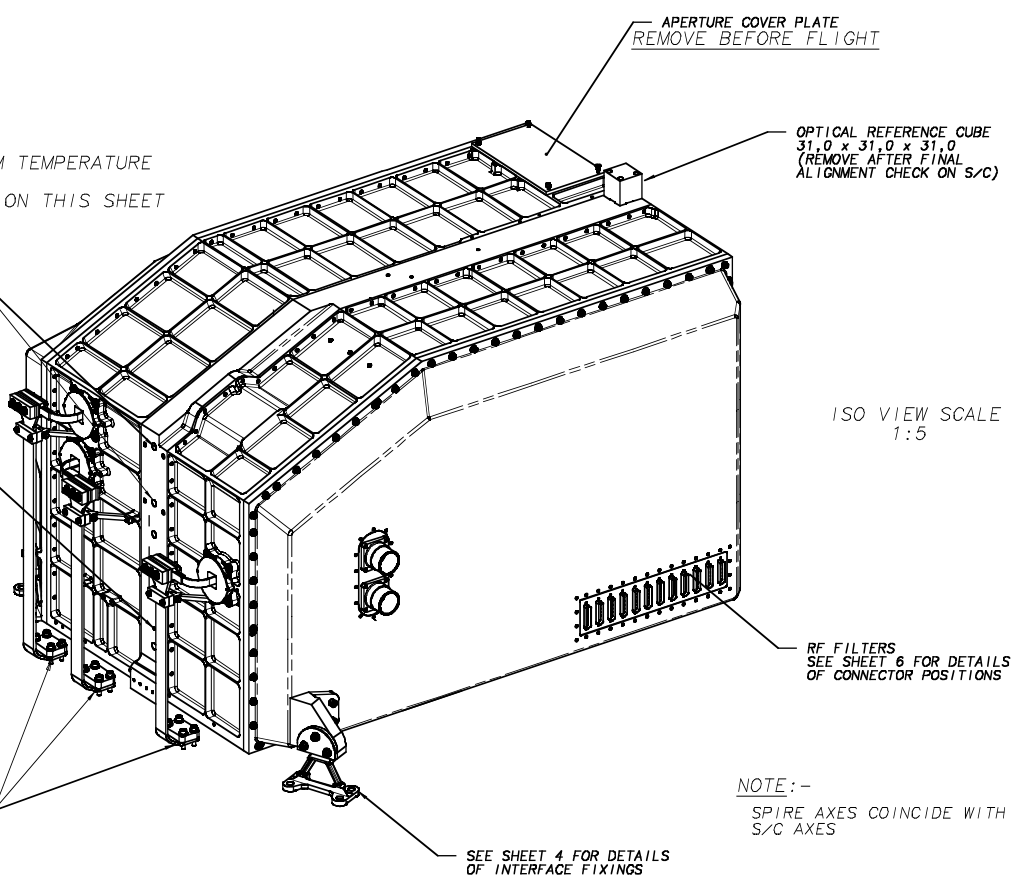 APERTURE COVER PLATE
REMOVE BEFORE FLIGHT
OPTICAL REFERENCE CUBE
31,0 x 31,0 x 31,0
(REMOVE AFTER FINAL
ALIGNMENT CHECK ON S/C)
TEMPERATURE
ON THIS SHEET
ISO VIEW SCALE
1:5
RF FILTERS
SEE SHEET 6 FOR DETAILS
OF CONNECTOR POSITIONS
NOTE:-
SPIRE AXES COINCIDE WITH
S/C AXES
SEE SHEET 4 FOR DETAILS
OF INTERFACE FIXINGS